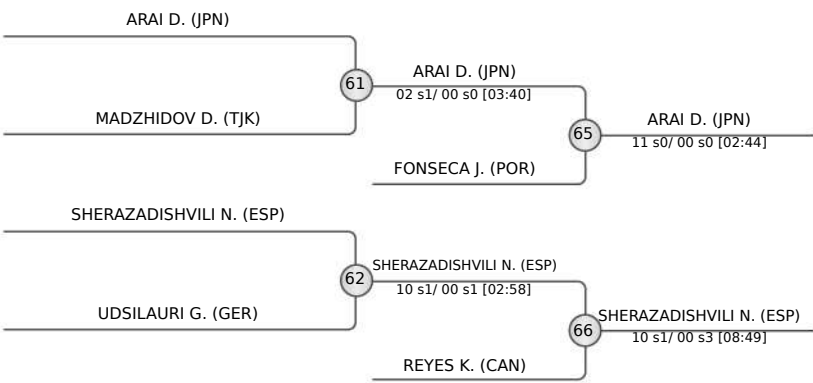 ARAI D. (JPN)
61
ARAI D. (JPN)
02 s1/ 00 s0 [03:40]
MADZHIDOV D. (TJK)
65
ARAI D. (JPN)
11 s0/ 00 s0 [02:44]
FONSECA J. (POR)
SHERAZADISHVILI N. (ESP)
62
SHERAZADISHVILI N. (ESP)
10 s1/ 00 s1 [02:58]
UDSILAURI G. (GER)
66
SHERAZADISHVILI N. (ESP)
10 s1/ 00 s3 [08:49]
REYES K. (CAN)